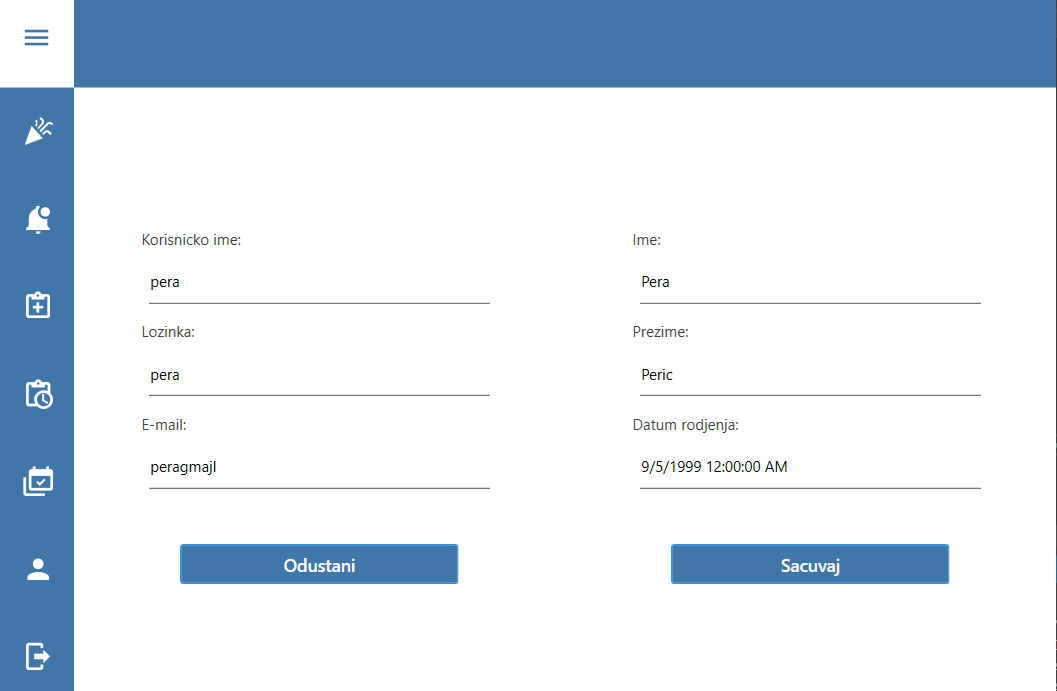 Korisnicko ime:
pera
Lozinka:
pera
E-mail:
peragmajl
Ime:
Pera
Prezime:
Peric
Datum rodjenja:
9/5/1999 12:00:00 AM
Odustani
Sacuvaj